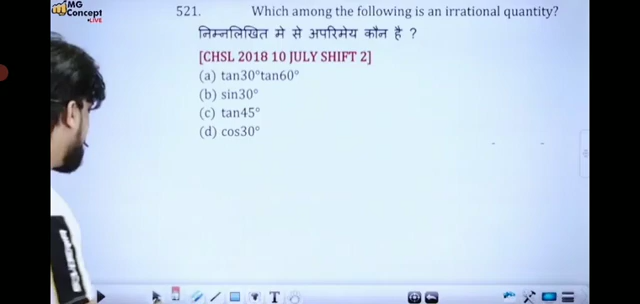 MG
Concept
LIVE
521. Which among the following is an irrational quantity?
निम्नलिखित मे से अपरिमेय कौन है ?
[CHSL 2018 10 JULY SHIFT 2]
(a) tan30°tan60°
(b) sin30°
(c) tan45°
(d) cos30°
T